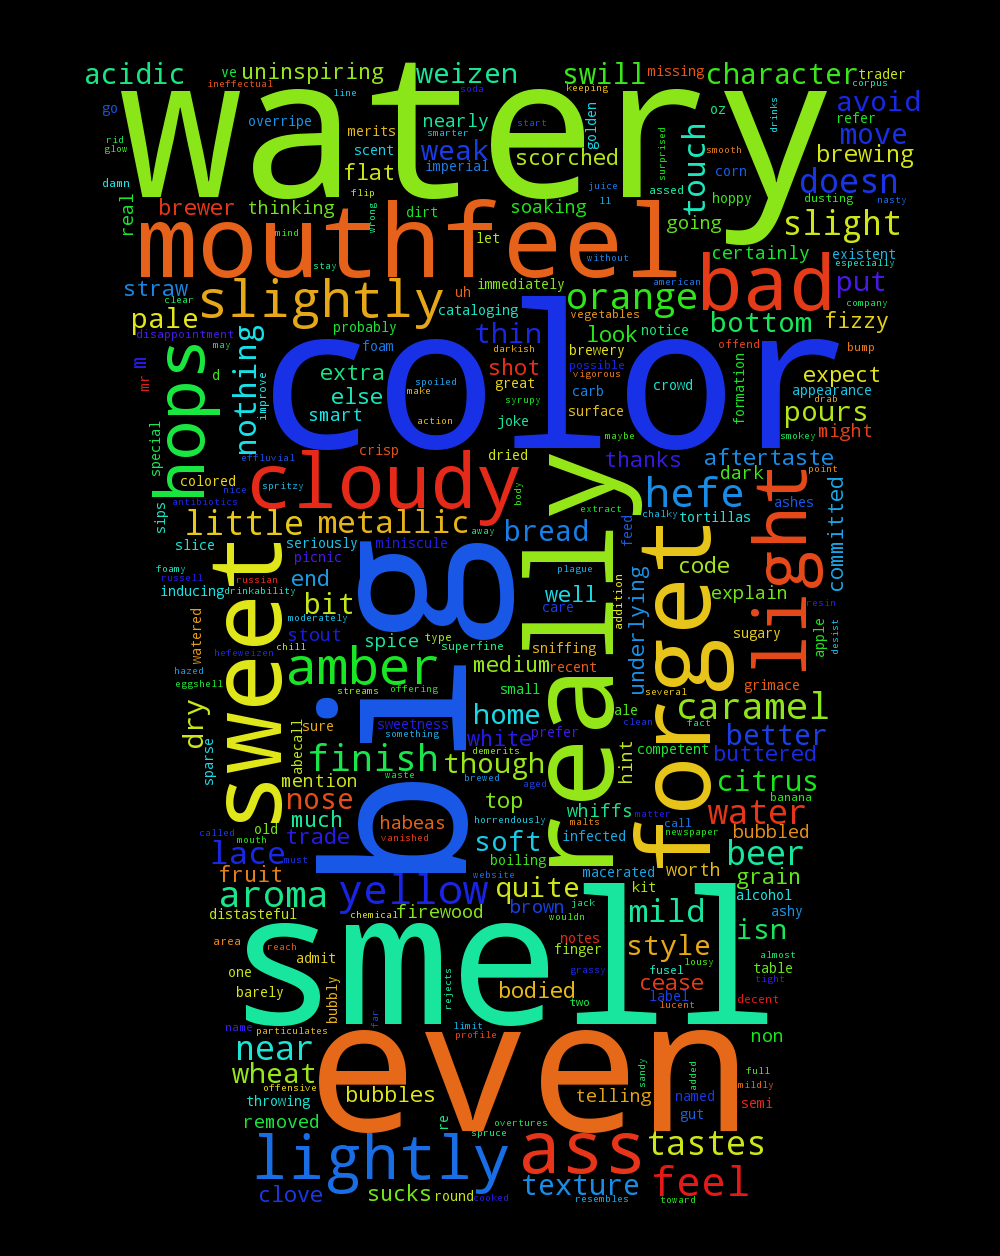 acidic ve uninspiring weizen swill missing character trader
ineffectual line soda keeping corpus
watery
go overripe merits nearly smarter start golden surprised oz drinks avoid refer
rid glow scent weak imperial scorched touch smooth move
damn flat flip juice assed corn brewing
real brewer thinking wrong dirt soaking ll hoppy dusting doesn nasty
mouthfeel
mind let going slight
stay without certainly existent
straw clear slightly uh immediately american bad especially put
pale cataloging orange company
disappointment probably thin vegetables look notice bottom fizzy
m may foam darkish brewery offend bump
color
hops nothing improve extra shot possible formation expect
mr d else spoiled great vigorous carb crowd appearance
smart make syrupy surface drab pours
special action joke maybe smokey might
effluvial crisp dried thanks aftertaste point
colored nice spritzy cloudy body really dark light ashes
antibiotics hefe committed
sips little metallic away extract chalky tortillas
slice seriously miniscule bread feed forget code
foamy picnic big plague
russell russian end well underlying explain
inducing drinkability care addition resin
sweet bit moderately type superfine sugary apple desist
watered stout spice sniffing
hefeweizen chill medium recent
hazed amber grimace
eggshell streams offering small several caramel
dry sure sweetness home ale clean fact
sparse abecall something white prefer better
finish demerits though hint competent buttered
mention waste brewed citrus
nose aged top whiffs matter banana
much habeas horrendously malts call water
called old trade vanished soft infected newspaper bubbled
mouth lace must boiling beer
fruit website macerated worth grain
aroma yellow quite kit alcohol
distasteful chemical firewood brown jack mild ashy
wouldn isn
smell
area reach notes style almost
admit finger lousy table
one grassy fusel tight
barely bubbly rejects bodied cease
two label lucent decent
name particulates far limit profile non
even
near sandy added full
wheat offensive bubbles telling named mildly
throwing gut semi
removed re overtures
lightly spruce ass tastes
clove sucks round cooked texture resembles feel toward